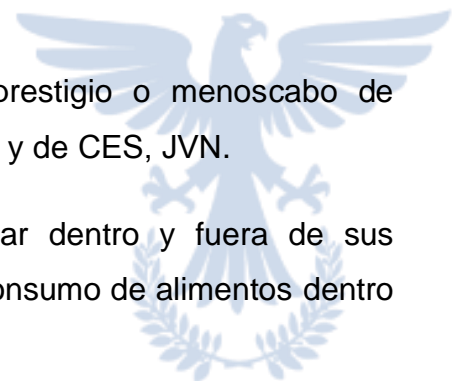 prestigio o menoscabo de
y de CES, JVN.
ar dentro y fuera de sus
onsumo de alimentos dentro